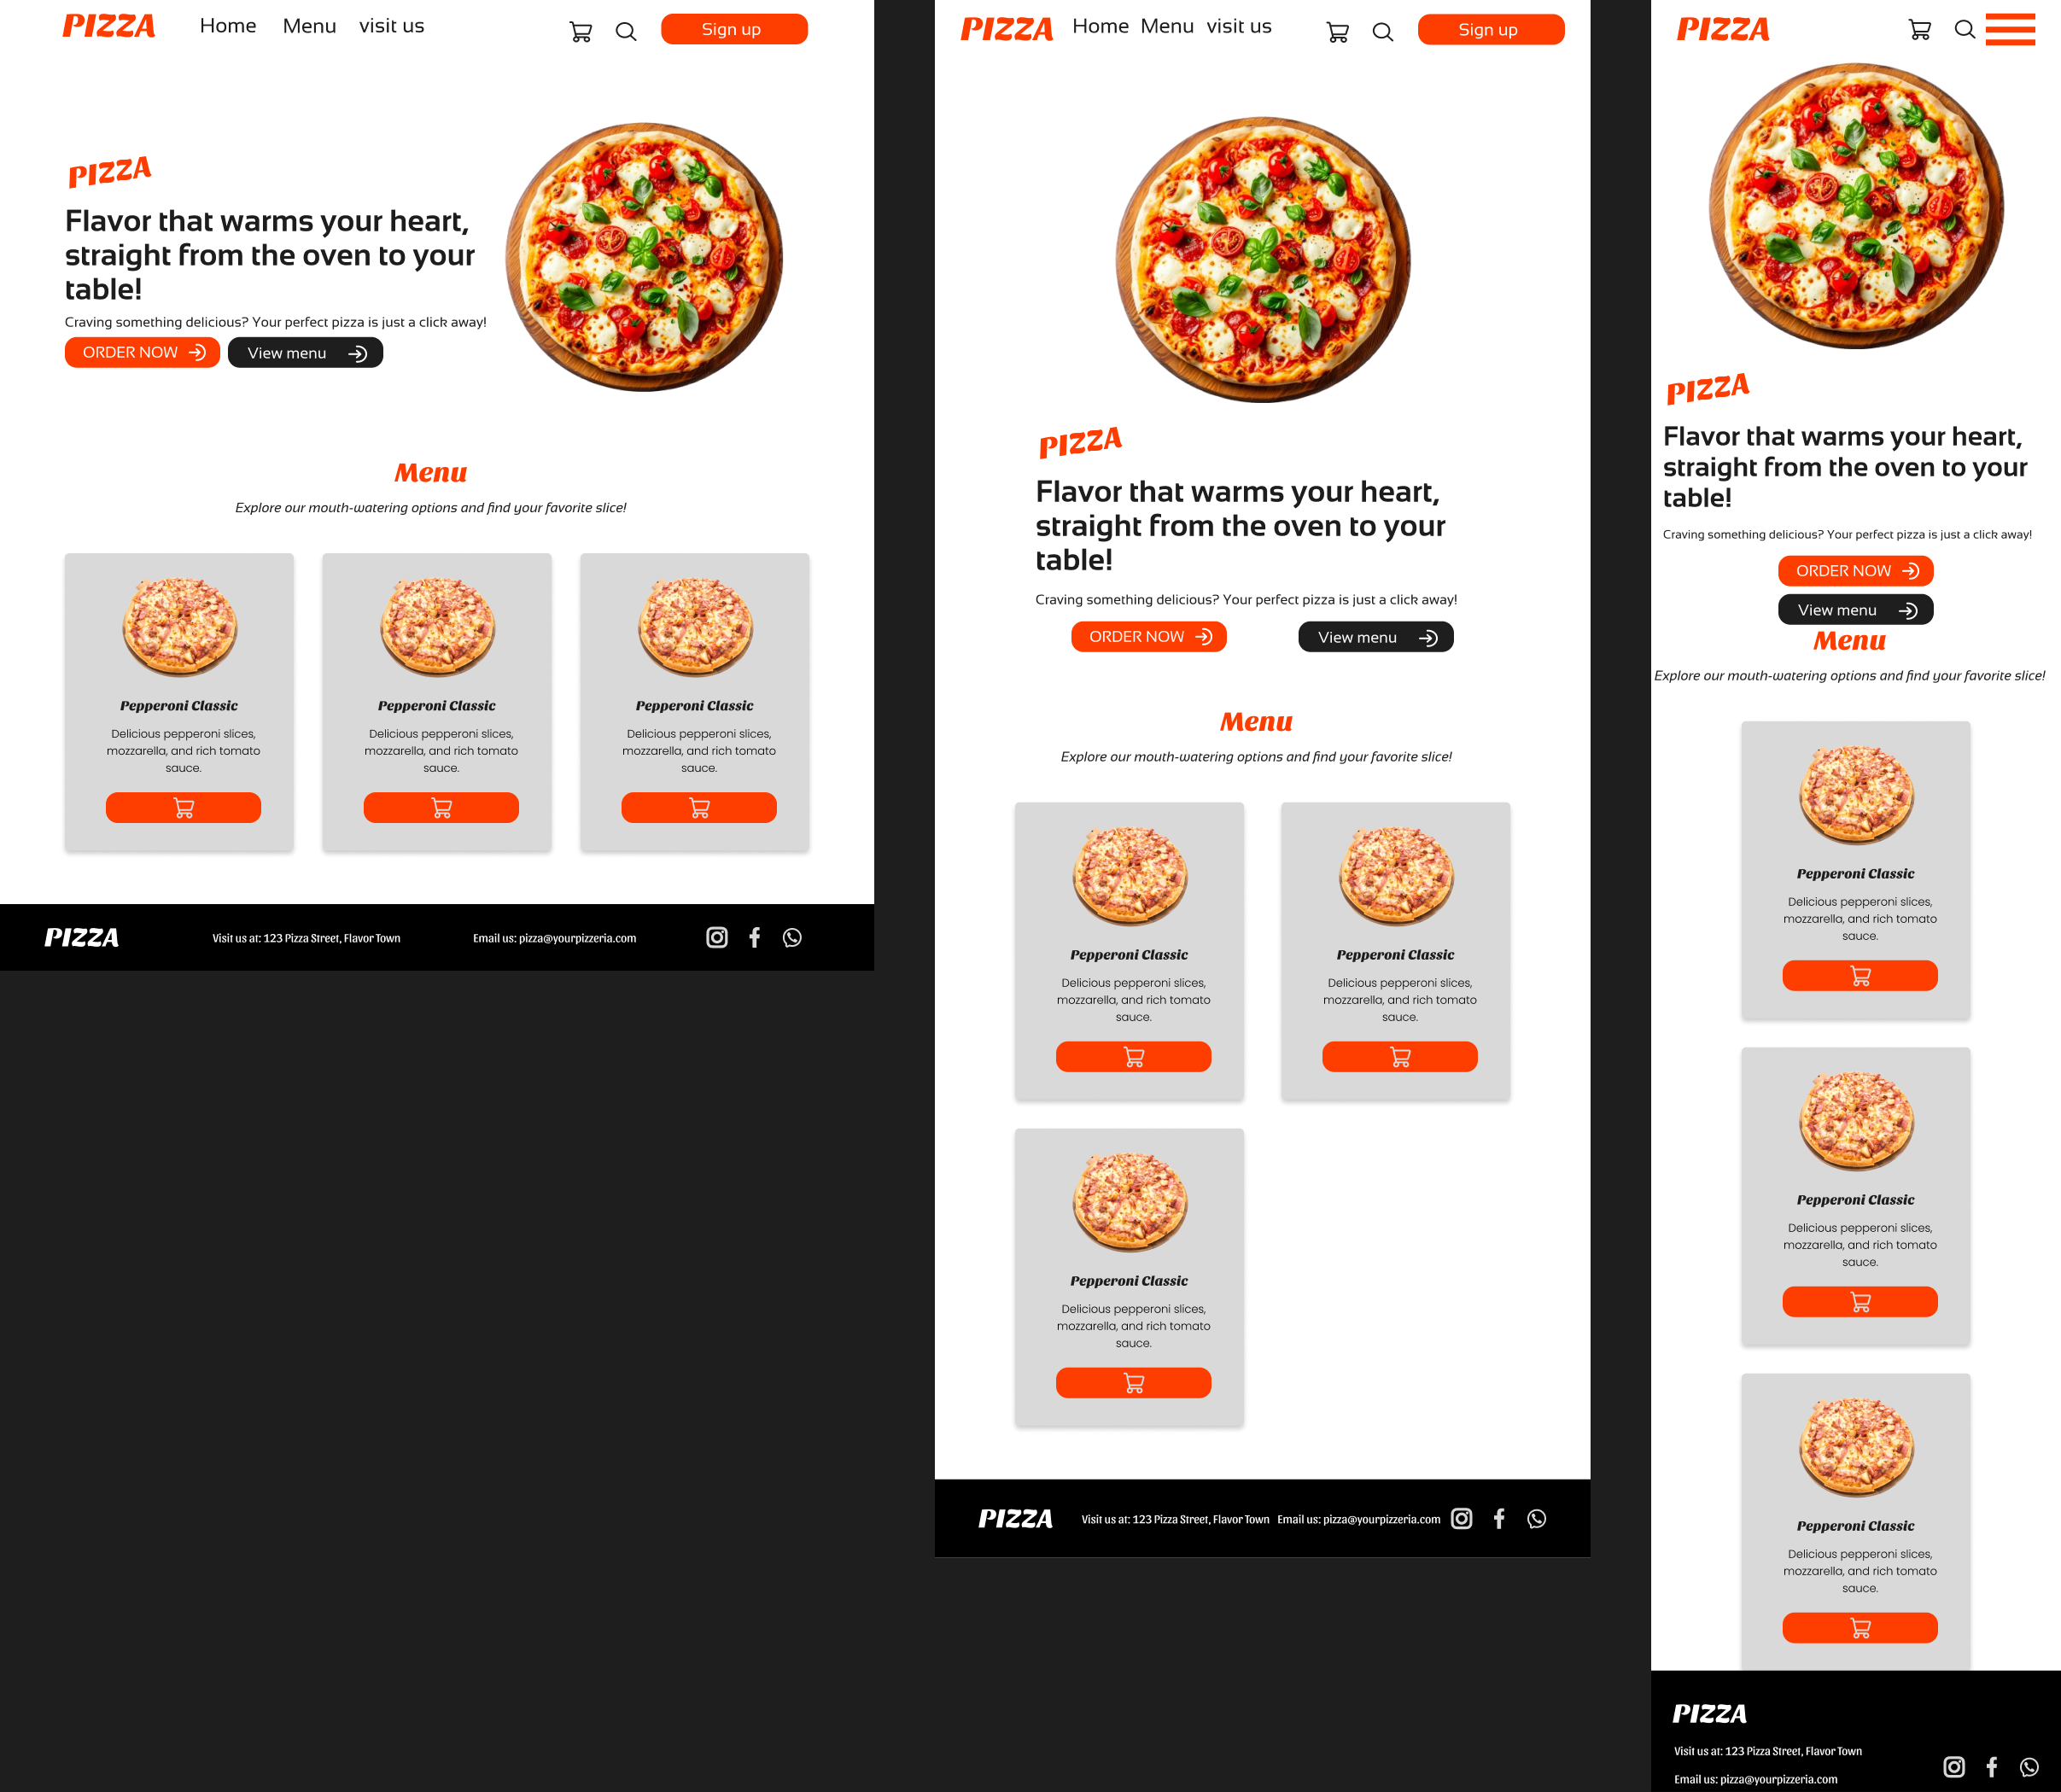 PIZZA
Home
Menu
visit us
Sign up
PIZZA
Flavor that warms your heart,
straight from the oven to your
table!
Craving something delicious? Your perfect pizza is just a click away!
ORDER NOW
View menu
Menu
Explore our mouth-watering options and find your favorite slice!
Pepperoni Classic
Delicious pepperoni slices,
mozzarella, and rich tomato
sauce.
Pepperoni Classic
Delicious pepperoni slices,
mozzarella, and rich tomato
sauce.
Pepperoni Classic
Delicious pepperoni slices,
mozzarella, and rich tomato
sauce.
PIZZA
Visit us at: 123 Pizza Street, Flavor Town
Email us: pizza@yourpizzeria.com
PIZZA
Home
Menu
visit us
Sign up
PIZZA
Flavor that warms your heart,
straight from the oven to your
table!
Craving something delicious? Your perfect pizza is just a click away!
ORDER NOW
View menu
Menu
Explore our mouth-watering options and find your favorite slice!
Pepperoni Classic
Delicious pepperoni slices,
mozzarella, and rich tomato
sauce.
Pepperoni Classic
Delicious pepperoni slices,
mozzarella, and rich tomato
sauce.
Pepperoni Classic
Delicious pepperoni slices,
mozzarella, and rich tomato
sauce.
PIZZA
Visit us at: 123 Pizza Street, Flavor Town
Email us: pizza@yourpizzeria.com
PIZZA
PIZZA
Flavor that warms your heart,
straight from the oven to your
table!
Craving something delicious? Your perfect pizza is just a click away!
ORDER NOW
View menu
Menu
Explore our mouth-watering options and find your favorite slice!
Pepperoni Classic
Delicious pepperoni slices,
mozzarella, and rich tomato
sauce.
Pepperoni Classic
Delicious pepperoni slices,
mozzarella, and rich tomato
sauce.
Pepperoni Classic
Delicious pepperoni slices,
mozzarella, and rich tomato
sauce.
PIZZA
Visit us at: 123 Pizza Street, Flavor Town
Email us: pizza@yourpizzeria.com